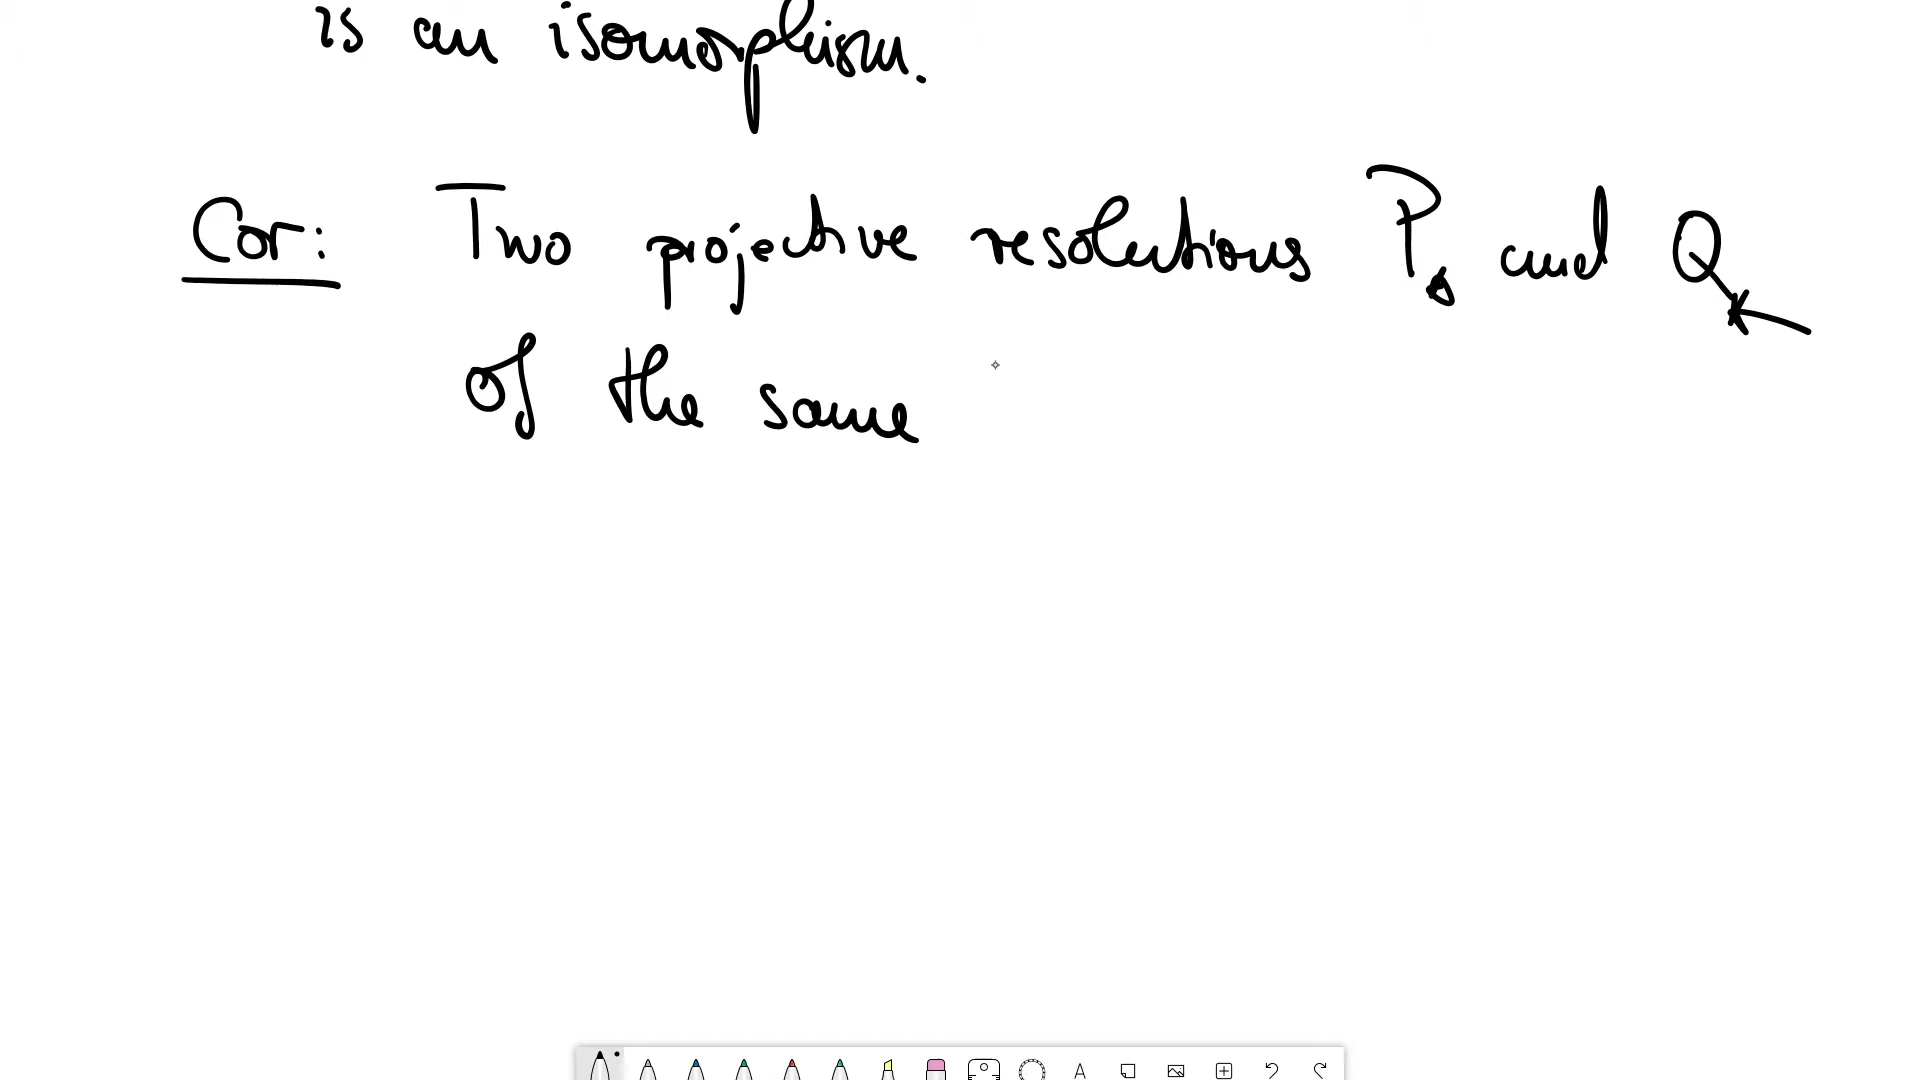 is an isomorphism.
Cor: Two projective resolutions P. and Q
of the same